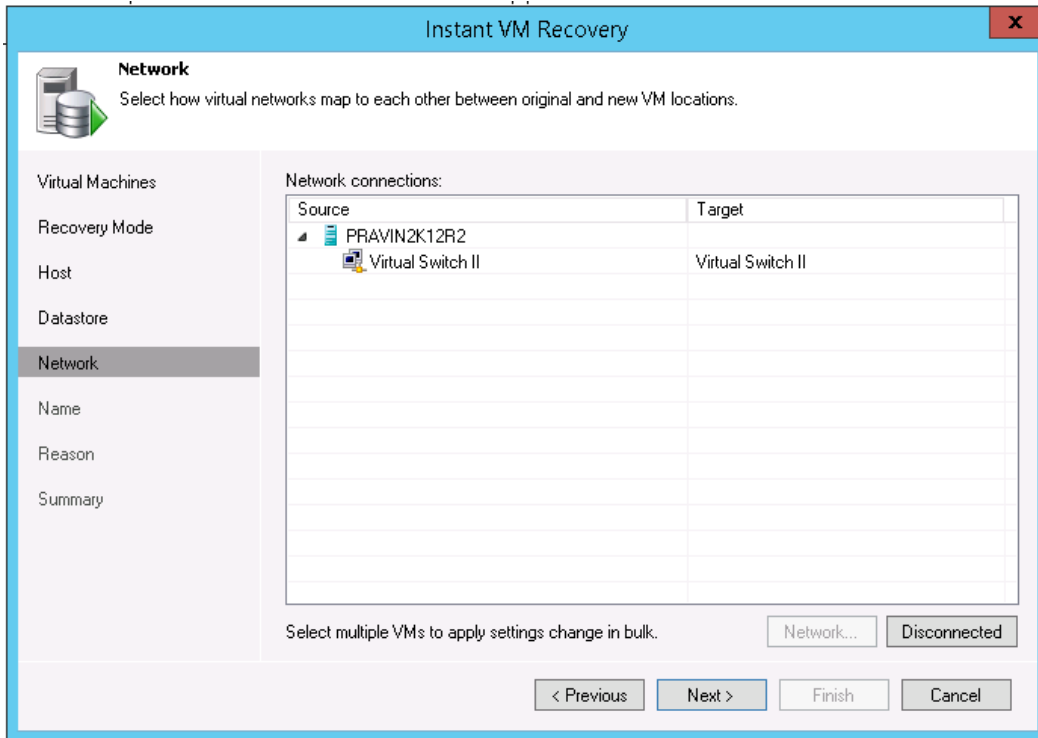 Instant VM Recovery
x
Network
Select how virtual networks map to each other between original and new VM locations.
Virtual Machines
Recovery Mode
Host
Datastore
Network
Name
Reason
Summary
Network connections:
Source Target
PRAVIN2K12R2
Virtual Switch II Virtual Switch II
Select multiple VMs to apply settings change in bulk.
Network... Disconnected
< Previous Next > Finish Cancel